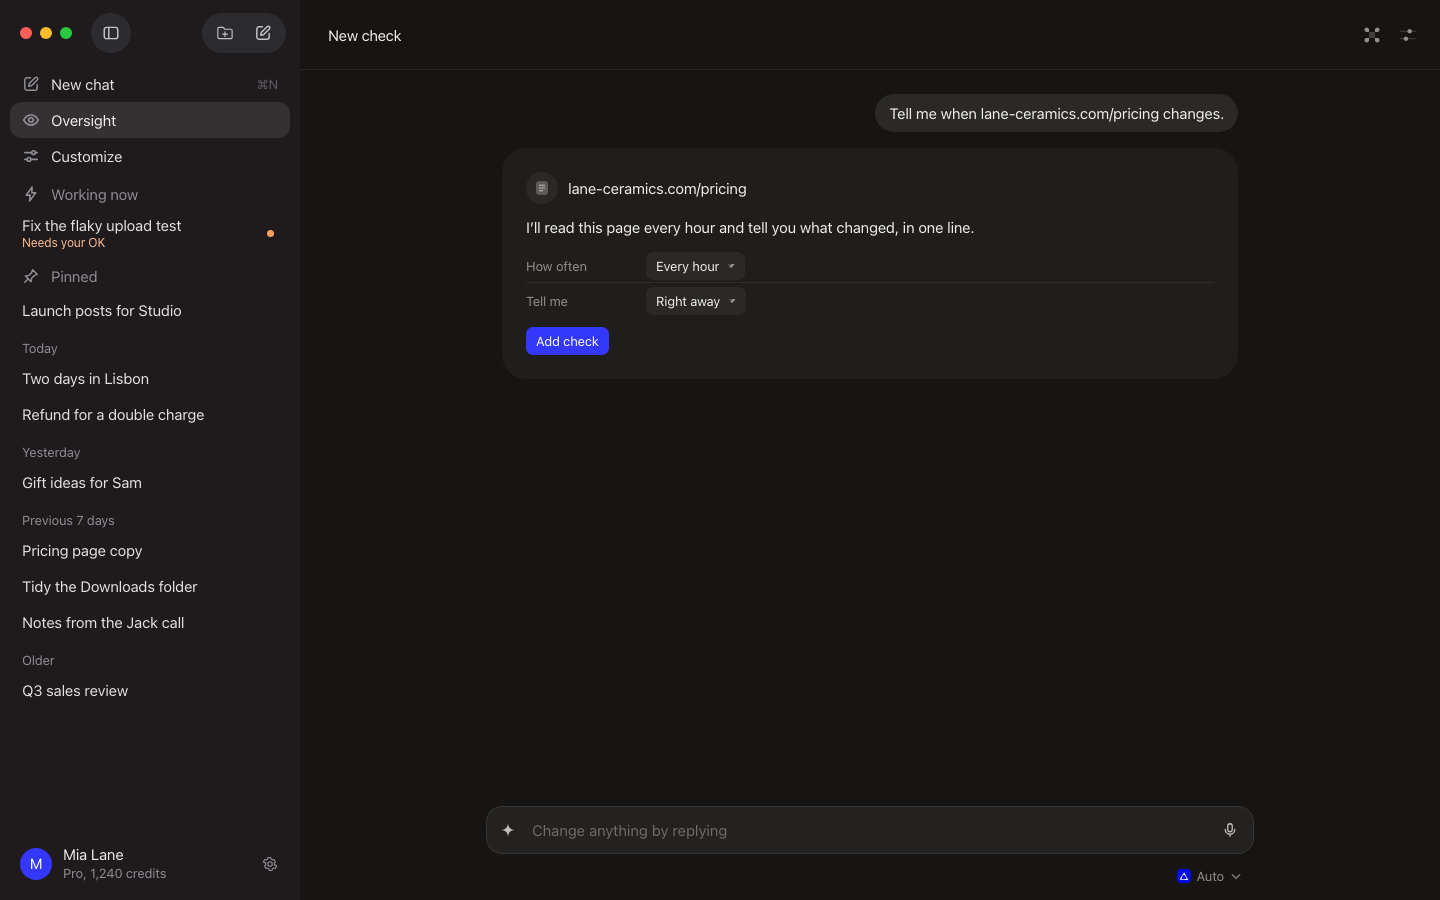 New chat
⌘N
Oversight
Customize
Working now
Fix the flaky upload test
Needs your OK
Pinned
Launch posts for Studio
Today
Two days in Lisbon
Refund for a double charge
Yesterday
Gift ideas for Sam
Previous 7 days
Pricing page copy
Tidy the Downloads folder
Notes from the Jack call
Older
Q3 sales review
M
Mia Lane
Pro, 1,240 credits
New check
Tell me when lane-ceramics.com/pricing changes.
lane-ceramics.com/pricing
I’ll read this page every hour and tell you what changed, in one line.
How often
Every hour
Tell me
Right away
Add check
Change anything by replying
Auto